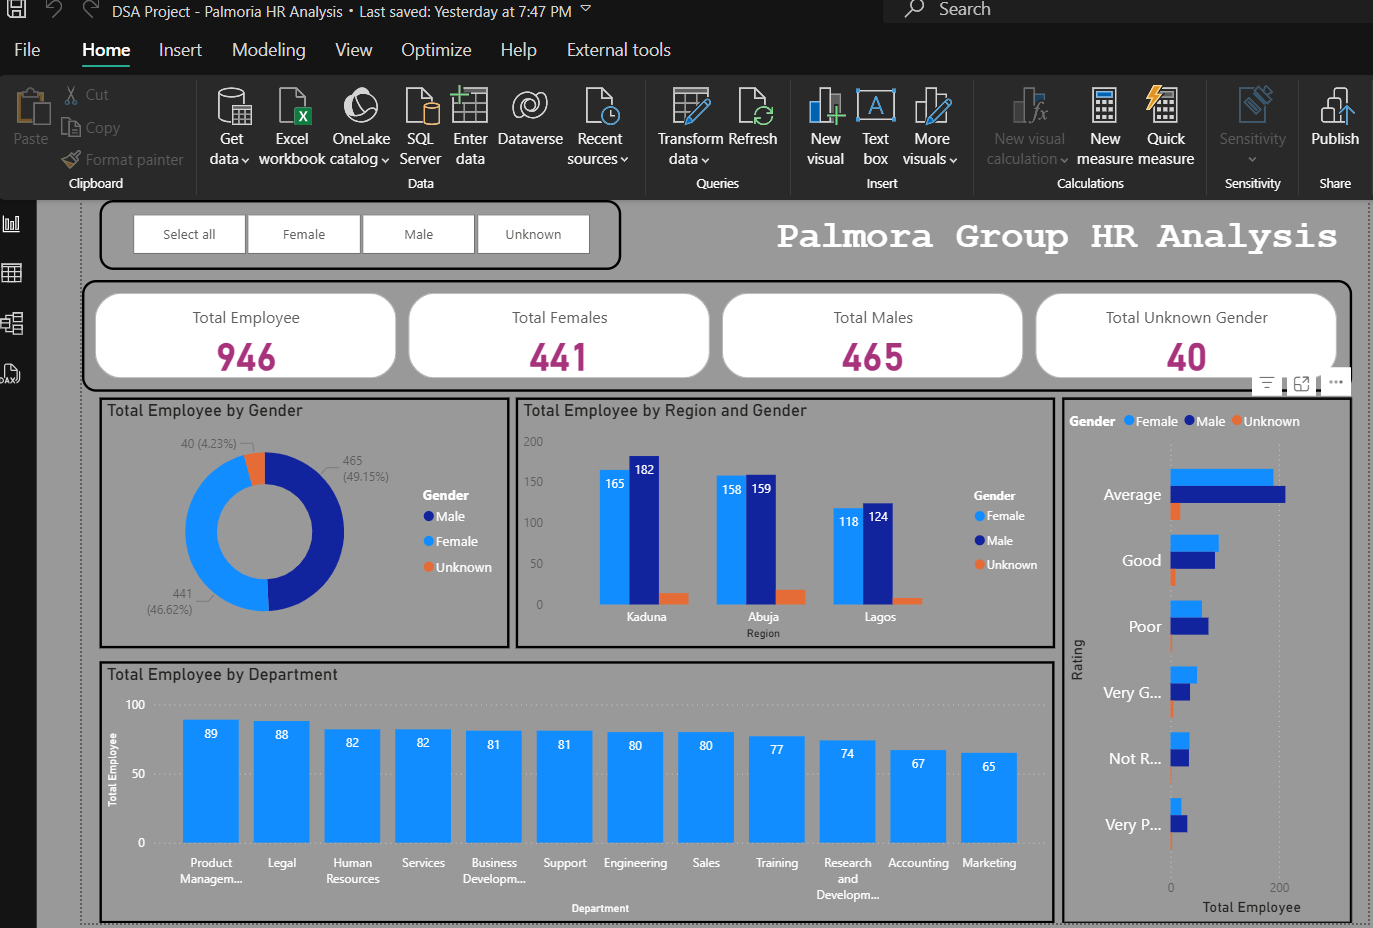 DSA Project - Palmoria HR Analysis • Last saved: Yesterday at 7:47 PM
Search
File Home Insert Modeling View Optimize Help External tools
Paste
Cut
Copy
Format painter
Clipboard
Get data
Excel workbook
OneLake catalog
SQL Server
Enter data
Dataverse
Recent sources
Data
Transform data
Refresh
Queries
New visual
Text box
More visuals
Insert
New visual calculation
New measure
Quick measure
Calculations
Sensitivity
Sensitivity
Publish
Share
DAX
Select all Female Male Unknown
Palmora Group HR Analysis
Total Employee
946
Total Females
441
Total Males
465
Total Unknown Gender
40
Total Employee by Gender
40 (4.23%)
465
(49.15%)
441
(46.62%)
Gender
Male
Female
Unknown
Total Employee by Region and Gender
200
150
100
50
0
165 182
158 159
118 124
Kaduna Abuja Lagos
Region
Gender
Female
Male
Unknown
Gender Female Male Unknown
Average
Good
Poor
Very G...
Not R...
Very P...
Rating
0 200
Total Employee
Total Employee by Department
Total Employee
100
50
0
89 88 82 82 81 81 80 80 77 74 67 65
Product Managem...
Legal
Human Resources
Services
Business Developm...
Support
Engineering
Sales
Training
Research and Developm...
Accounting
Marketing
Department